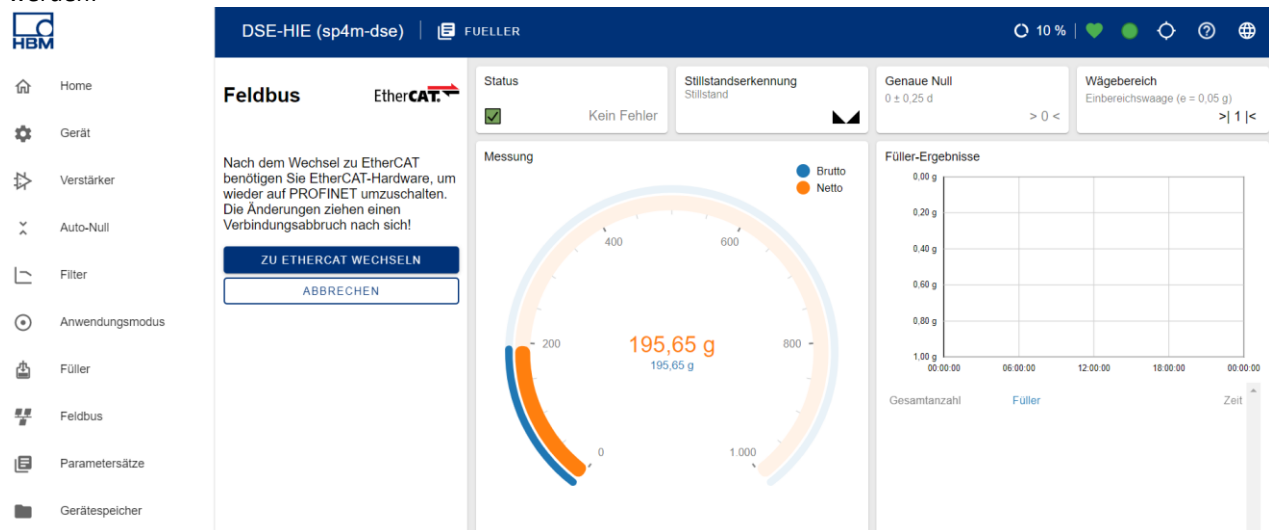 werden.
HBM
DSE-HIE (sp4m-dse)
FUELLER
10 %
Home
Gerät
Verstärker
Auto-Null
Filter
Anwendungsmodus
Füller
Feldbus
Parametersätze
Gerätespeicher
Feldbus
EtherCAT.
Nach dem Wechsel zu EtherCAT
benötigen Sie EtherCAT-Hardware, um
wieder auf PROFINET umzuschalten.
Die Änderungen ziehen einen
Verbindungsabbruch nach sich!
ZU ETHERCAT WECHSELN
ABBRECHEN
Status
Kein Fehler
Stillstandserkennung
Stillstand
Genaue Null
0 ± 0,25 d
> 0 <
Wägebereich
Einbereichswaage (e = 0,05 g)
>| 1 |<
Messung
Brutto
Netto
400
600
200
800
195,65 g
195,65 g
0
1.000
Füller-Ergebnisse
0,00 g
0,20 g
0,40 g
0,60 g
0,80 g
1,00 g
00:00:00
06:00:00
12:00:00
18:00:00
00:00:00
Gesamtanzahl
Füller
Zeit